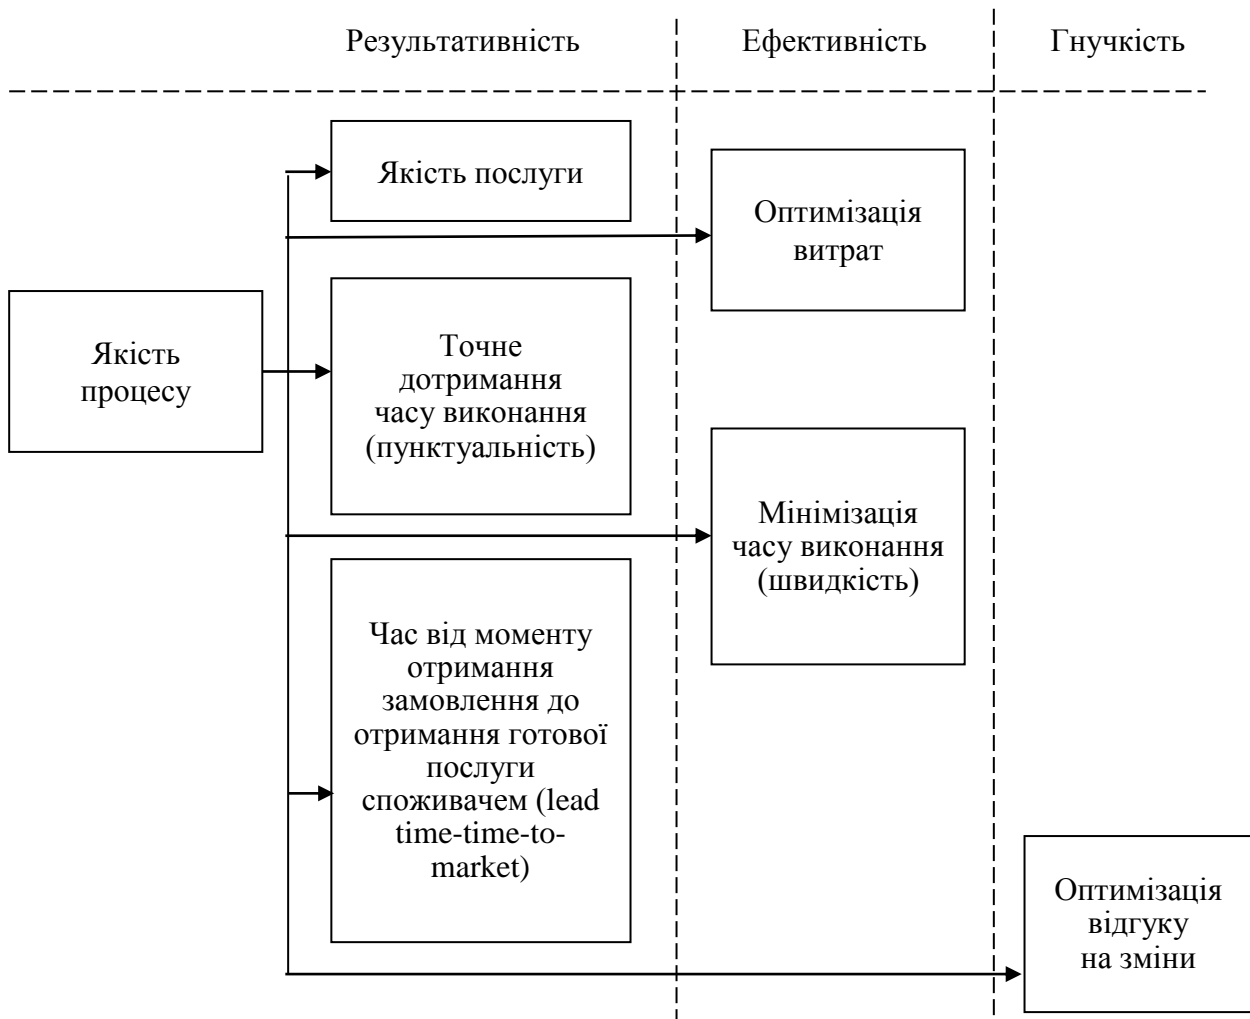 Результативність
Ефективність
Гнучкість
Якість послуги
Оптимізація
витрат
Якість
процесу
Точне
дотримання
часу виконання
(пунктуальність)
Мінімізація
часу виконання
(швидкість)
Час від моменту
отримання
замовлення до
отримання готової
послуги
споживачем (lead
time-time-to-
market)
Оптимізація
відгуку
на зміни